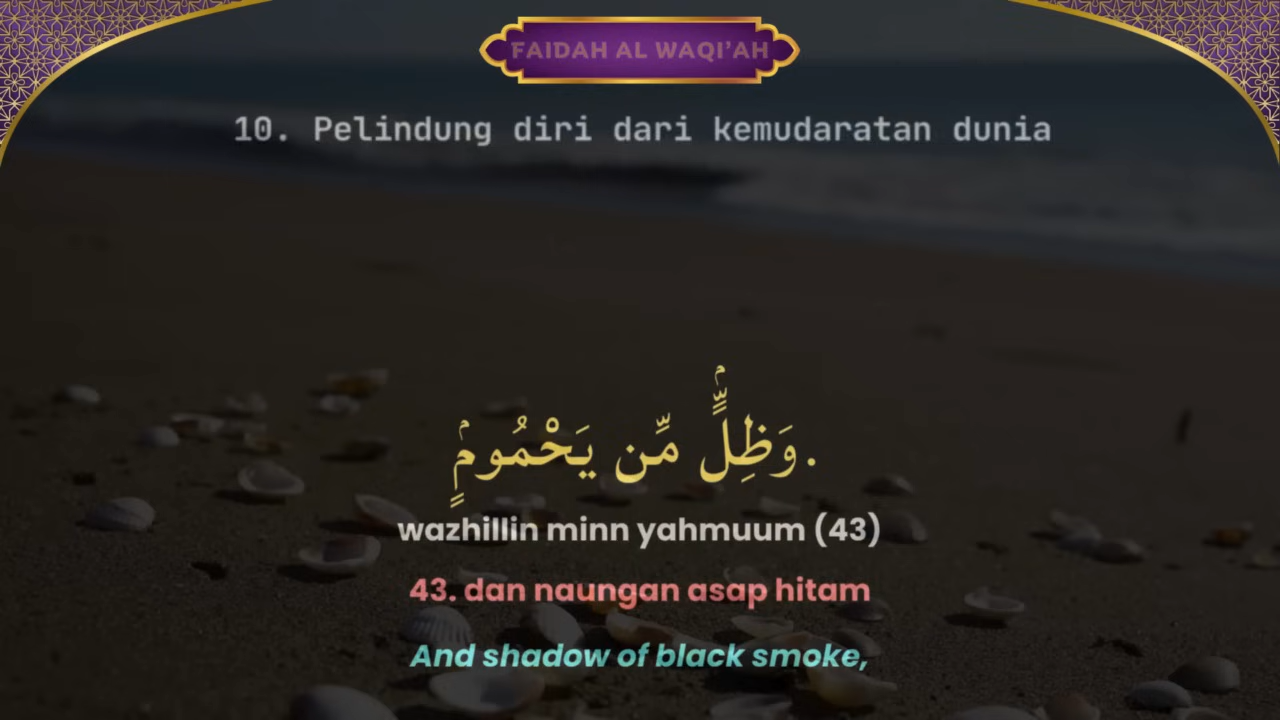 FAIDAH AL WAQI'AH
10. Pelindung diri dari kemudaratan dunia
وَظِلٍّۢ مِّن يَحْمُومٍۢ.
wazhillin minn yahmuum (43)
43. dan naungan asap hitam
And shadow of black smoke,